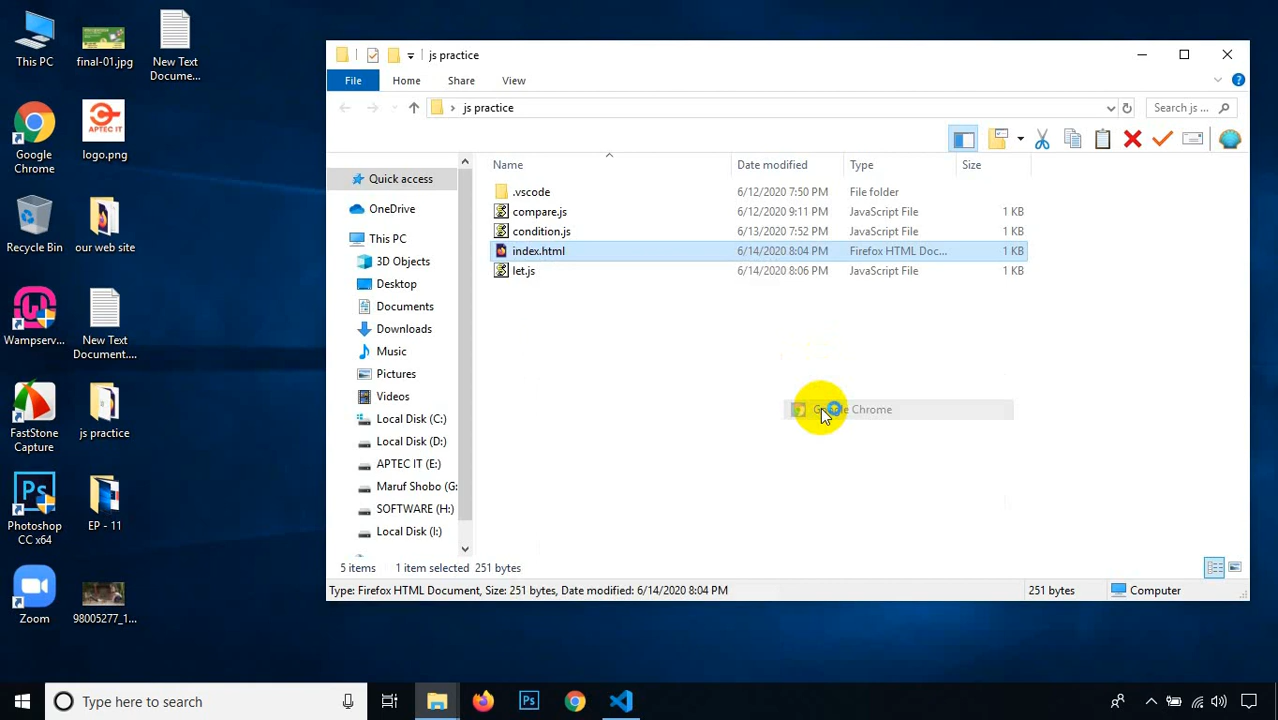 This PC
final-01.jpg
New Text
Docume...
Google
Chrome
logo.png
APTEC IT
Recycle Bin
our web site
Wampserv...
New Text
Document....
FastStone
Capture
js practice
Ps
Photoshop
CC x64
EP - 11
Zoom
98005277_1...
js practice
File
Home
Share
View
js practice
Search js ...
Name
Date modified
Type
Size
.vscode
6/12/2020 7:50 PM
File folder
compare.js
6/12/2020 9:11 PM
JavaScript File
1 KB
condition.js
6/13/2020 7:52 PM
JavaScript File
1 KB
index.html
6/14/2020 8:04 PM
Firefox HTML Doc...
1 KB
let.js
6/14/2020 8:06 PM
JavaScript File
1 KB
Quick access
OneDrive
This PC
3D Objects
Desktop
Documents
Downloads
Music
Pictures
Videos
Local Disk (C:)
Local Disk (D:)
APTEC IT (E:)
Maruf Shobo (G:
SOFTWARE (H:)
Local Disk (I:)
Google Chrome
5 items
1 item selected 251 bytes
Type: Firefox HTML Document, Size: 251 bytes, Date modified: 6/14/2020 8:04 PM
251 bytes
Computer
Type here to search
Ps